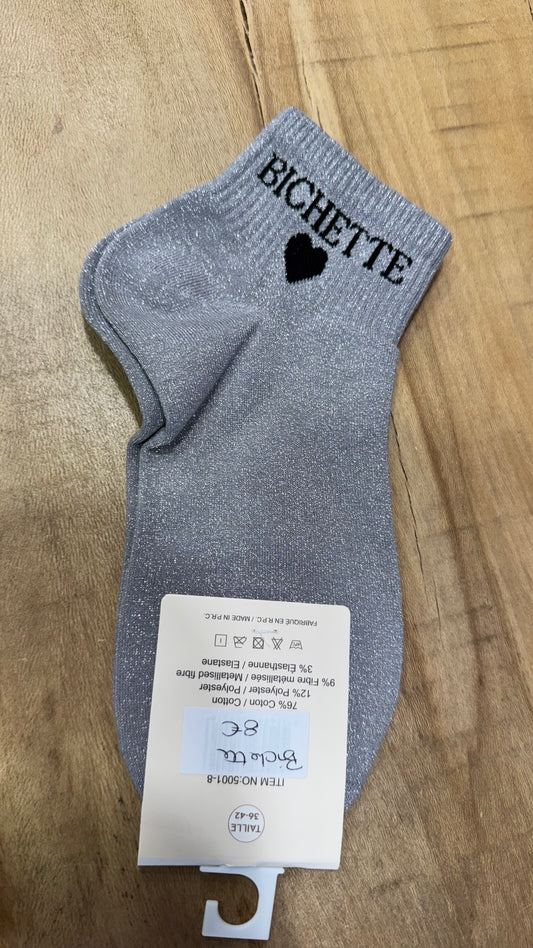 BICHETTE
TAILLE
36-42
ITEM NO:5001-8
Bichette
8€
76% Coton / Cotton
12% Polyester / Polyester
9% Fibre métallisée / Metallised fibre
3% Élasthanne / Elastane
FABRIQUÉ EN R.P.C. / MADE IN P.R.C.